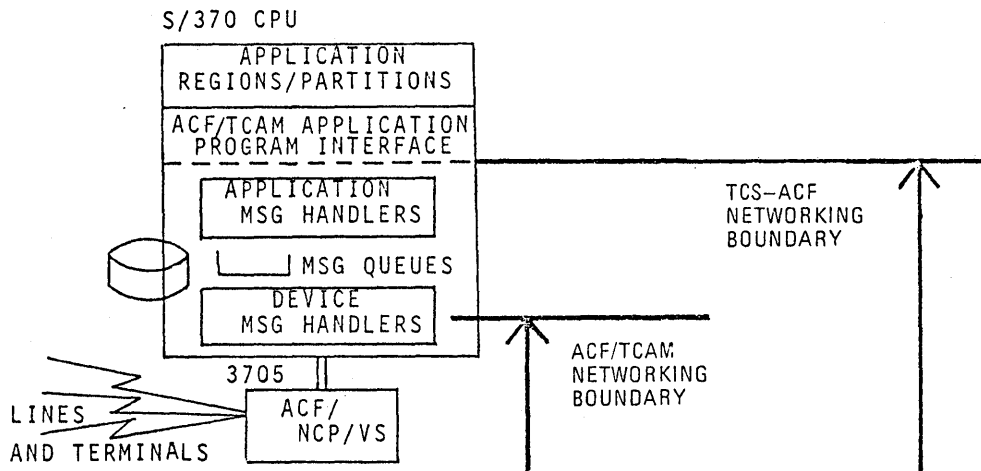 S/370 CPU
APPLICATION
REGIONS/PARTITIONS
ACF/TCAM APPLICATION
PROGRAM INTERFACE
APPLICATION
MSG HANDLERS
TCS-ACF
NETWORKING
BOUNDARY
MSG QUEUES
DEVICE
MSG HANDLERS
ACF/TCAM
NETWORKING
BOUNDARY
3705
ACF/
NCP/VS
LINES
AND TERMINALS